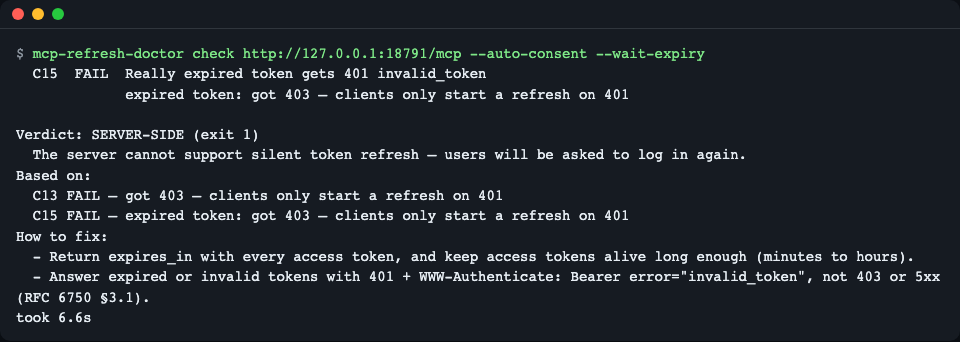 $ mcp-refresh-doctor check http://127.0.0.1:18791/mcp --auto-consent --wait-expiry
C15  FAIL  Really expired token gets 401 invalid_token
expired token: got 403 — clients only start a refresh on 401
Verdict: SERVER-SIDE (exit 1)
The server cannot support silent token refresh — users will be asked to log in again.
Based on:
C13 FAIL — got 403 — clients only start a refresh on 401
C15 FAIL — expired token: got 403 — clients only start a refresh on 401
How to fix:
– Return expires_in with every access token, and keep access tokens alive long enough (minutes to hours).
– Answer expired or invalid tokens with 401 + WWW-Authenticate: Bearer error="invalid_token", not 403 or 5xx
(RFC 6750 §3.1).
took 6.6s